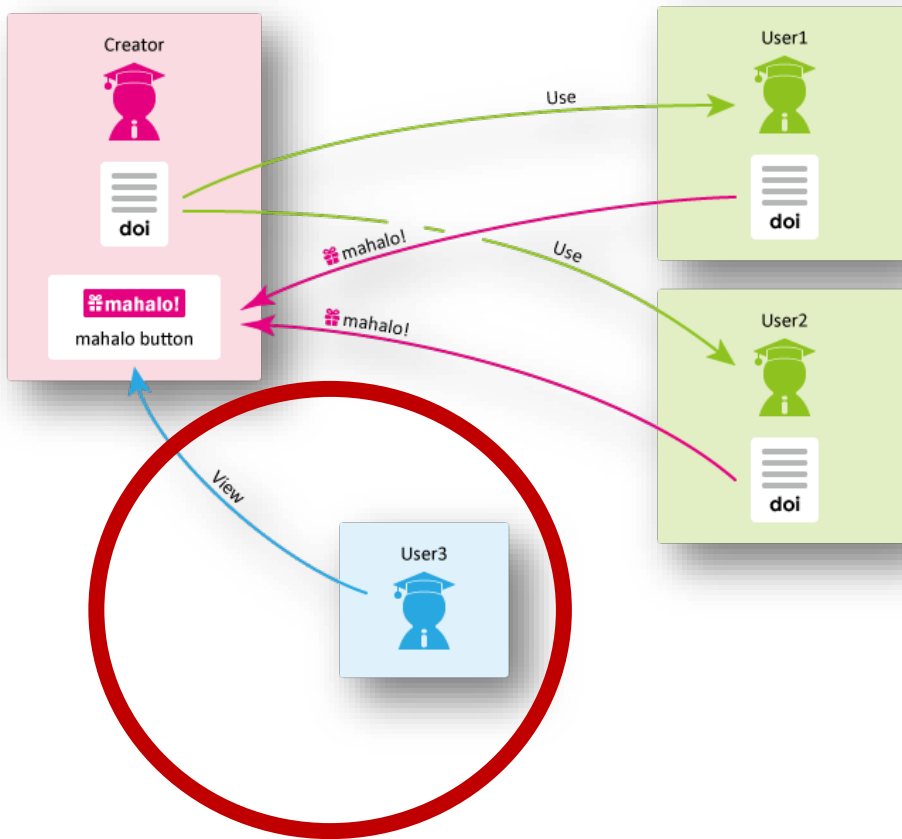 Creator
doi
mahalo!
mahalo button
Use
mahalo!
Use
mahalo!
User1
doi
User2
doi
View
User3